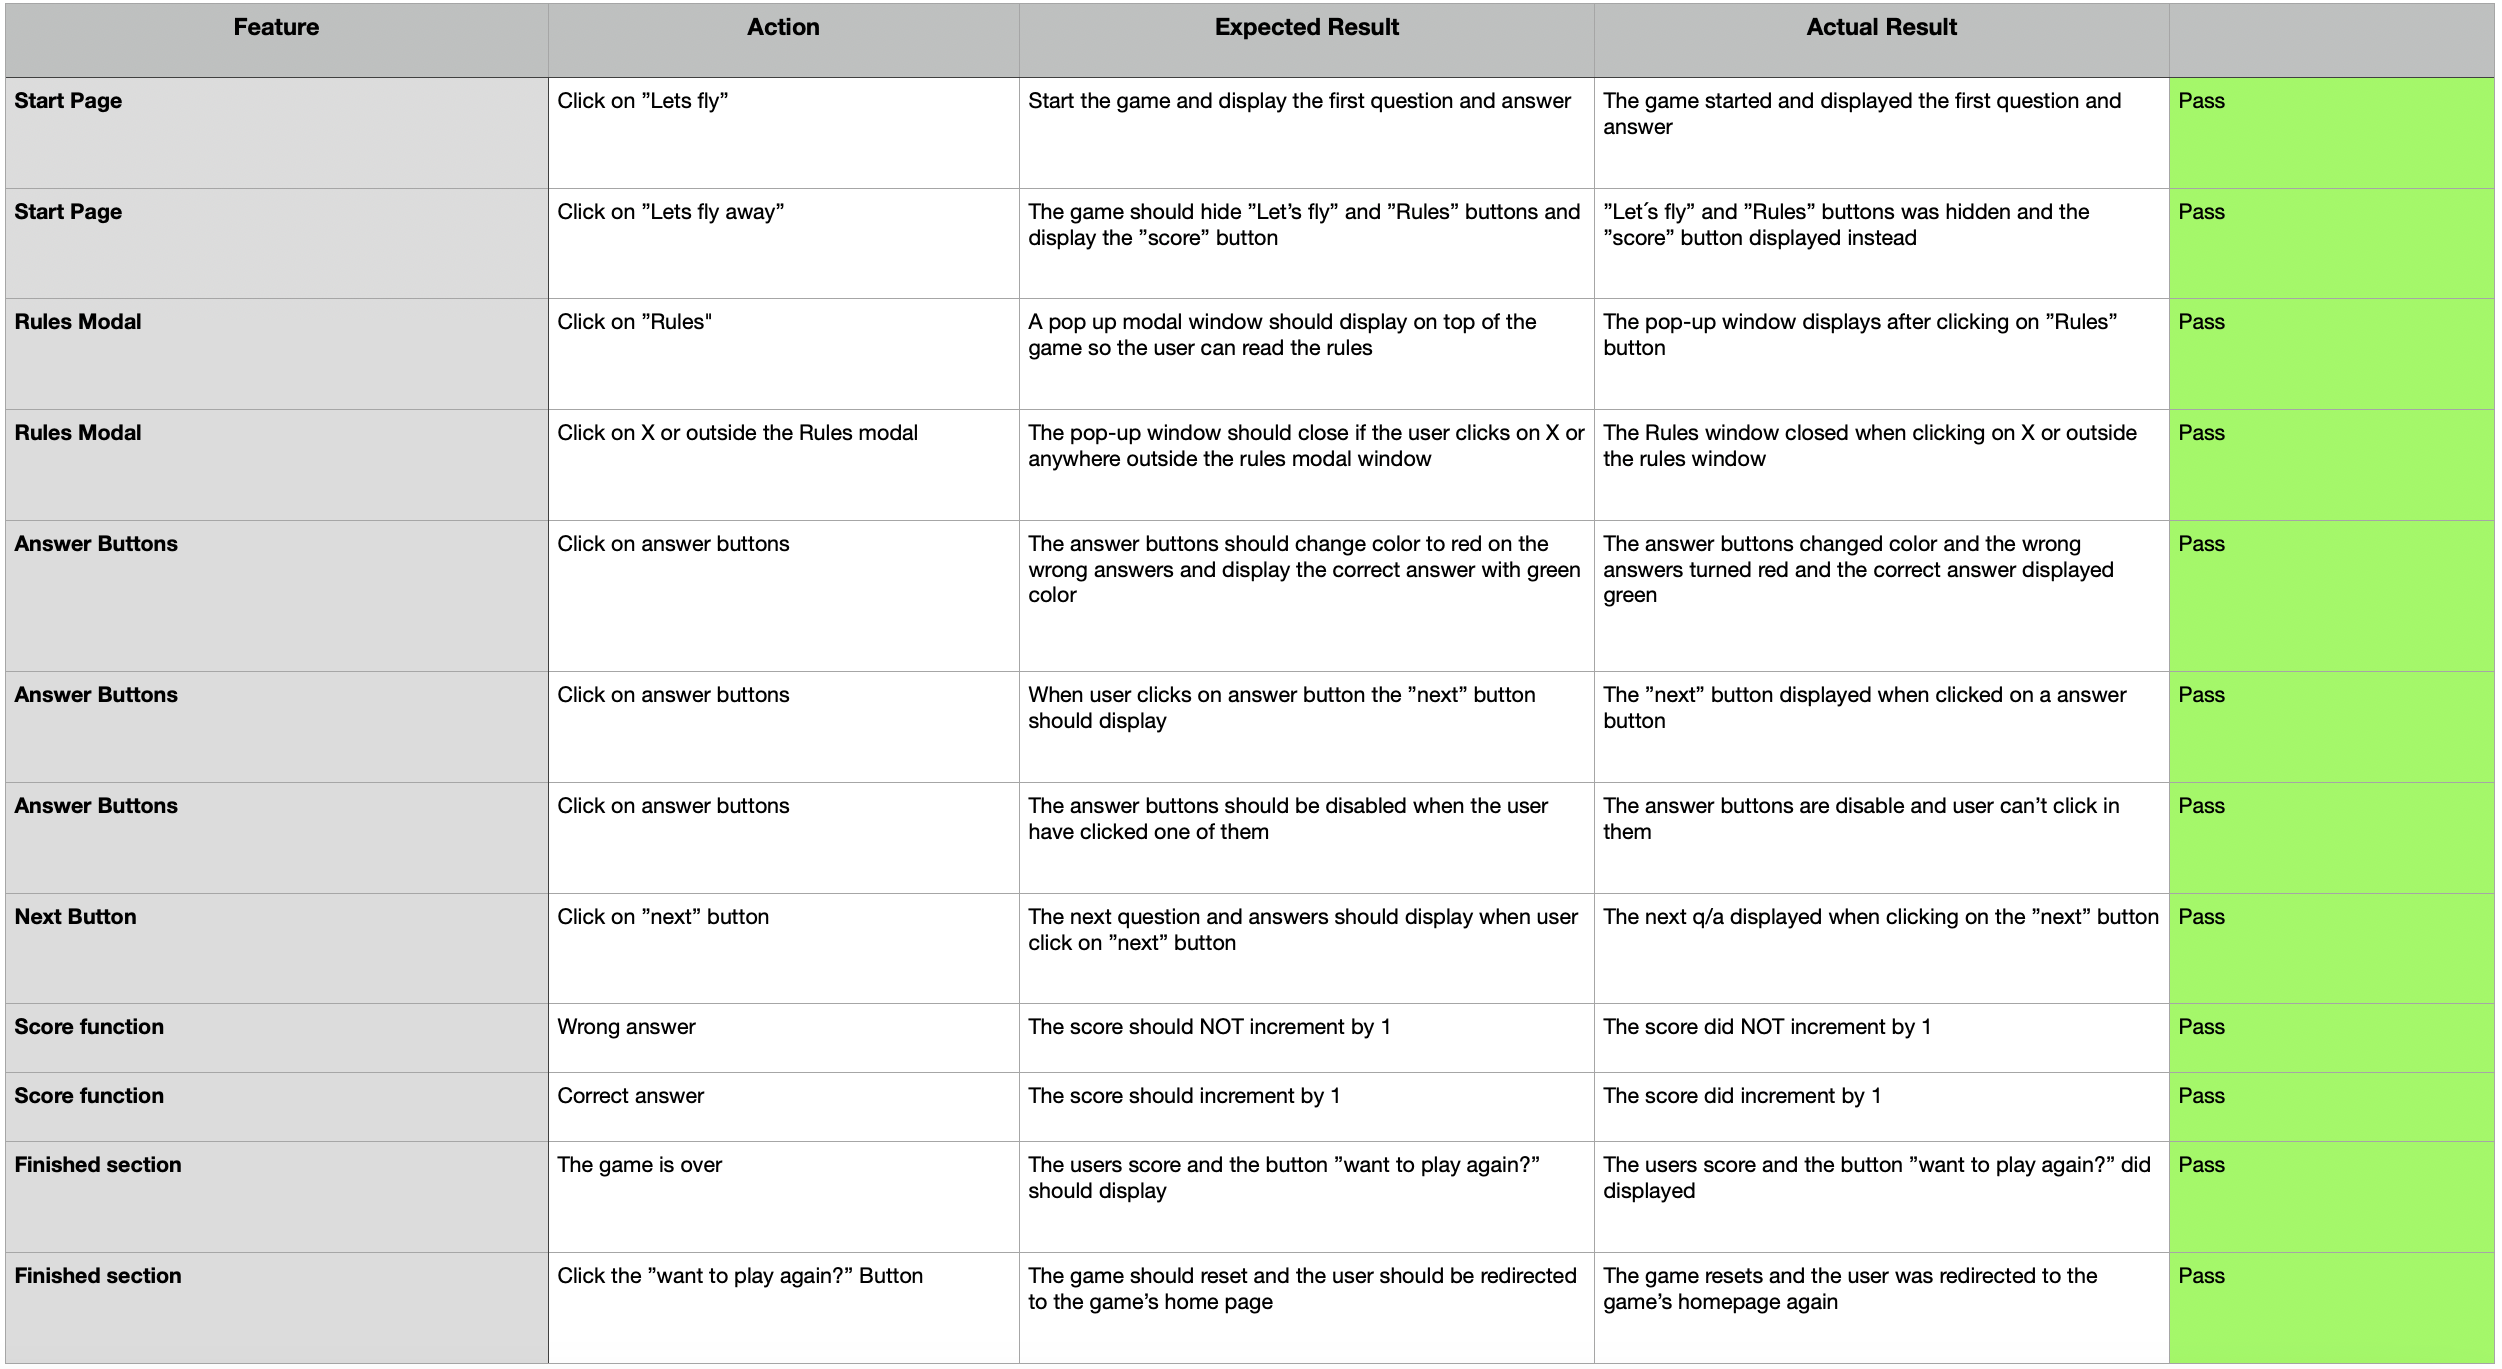 Feature Action Expected Result Actual Result
Start Page
Click on ”Lets fly”
Start the game and display the first question and answer
The game started and displayed the first question and
answer
Pass
Start Page
Click on ”Lets fly away”
The game should hide ”Let’s fly” and ”Rules” buttons and
display the ”score” button
”Let´s fly” and ”Rules” buttons was hidden and the
”score” button displayed instead
Pass
Rules Modal
Click on ”Rules"
A pop up modal window should display on top of the
game so the user can read the rules
The pop-up window displays after clicking on ”Rules”
button
Pass
Rules Modal
Click on X or outside the Rules modal
The pop-up window should close if the user clicks on X or
anywhere outside the rules modal window
The Rules window closed when clicking on X or outside
the rules window
Pass
Answer Buttons
Click on answer buttons
The answer buttons should change color to red on the
wrong answers and display the correct answer with green
color
The answer buttons changed color and the wrong
answers turned red and the correct answer displayed
green
Pass
Answer Buttons
Click on answer buttons
When user clicks on answer button the ”next” button
should display
The ”next” button displayed when clicked on a answer
button
Pass
Answer Buttons
Click on answer buttons
The answer buttons should be disabled when the user
have clicked one of them
The answer buttons are disable and user can’t click in
them
Pass
Next Button
Click on ”next” button
The next question and answers should display when user
click on ”next” button
The next q/a displayed when clicking on the ”next” button
Pass
Score function
Wrong answer
The score should NOT increment by 1
The score did NOT increment by 1
Pass
Score function
Correct answer
The score should increment by 1
The score did increment by 1
Pass
Finished section
The game is over
The users score and the button ”want to play again?”
should display
The users score and the button ”want to play again?” did
displayed
Pass
Finished section
Click the ”want to play again?” Button
The game should reset and the user should be redirected
to the game’s home page
The game resets and the user was redirected to the
game’s homepage again
Pass